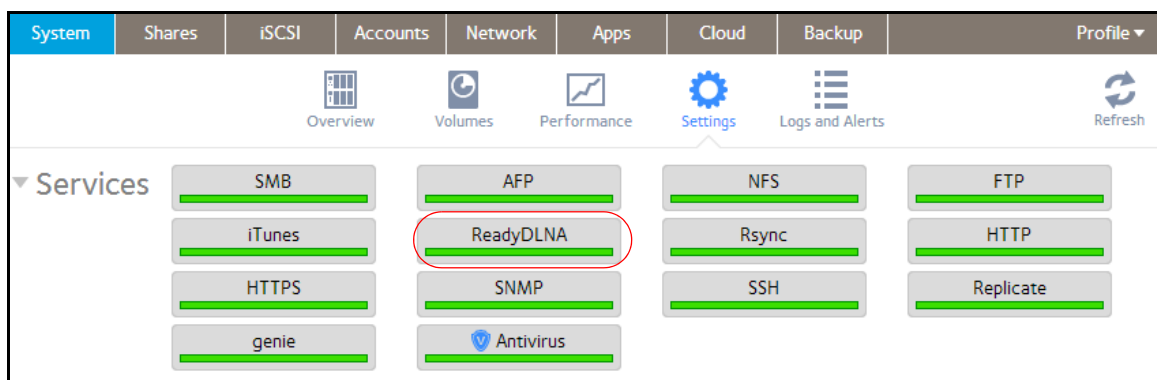 System Shares iSCSI Accounts Network Apps Cloud Backup Profile
Overview Volumes Performance Settings Logs and Alerts Refresh
Services SMB AFP NFS FTP
iTunes ReadyDLNA Rsync HTTP
HTTPS SNMP SSH Replicate
genie Antivirus